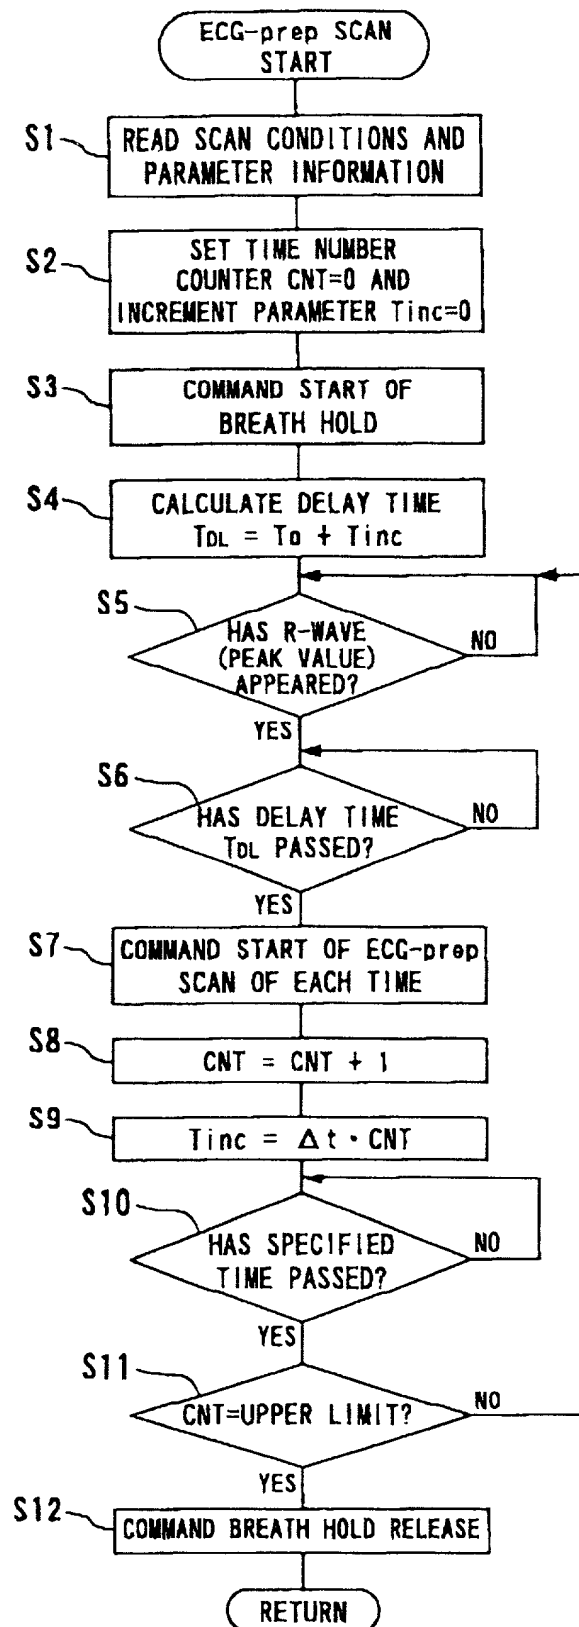 ECG-prep SCAN
START
S1
READ SCAN CONDITIONS AND
PARAMETER INFORMATION
S2
SET TIME NUMBER
COUNTER CNT=0 AND
INCREMENT PARAMETER Tinc=0
S3
COMMAND START OF
BREATH HOLD
S4
CALCULATE DELAY TIME
TDL = To + Tinc
S5
HAS R-WAVE
(PEAK VALUE)
APPEARED?
NO
YES
S6
HAS DELAY TIME
TDL PASSED?
NO
YES
S7
COMMAND START OF ECG-prep
SCAN OF EACH TIME
S8
CNT = CNT + 1
S9
Tinc = Δt · CNT
S10
HAS SPECIFIED
TIME PASSED?
NO
YES
S11
CNT=UPPER LIMIT?
NO
YES
S12
COMMAND BREATH HOLD RELEASE
RETURN